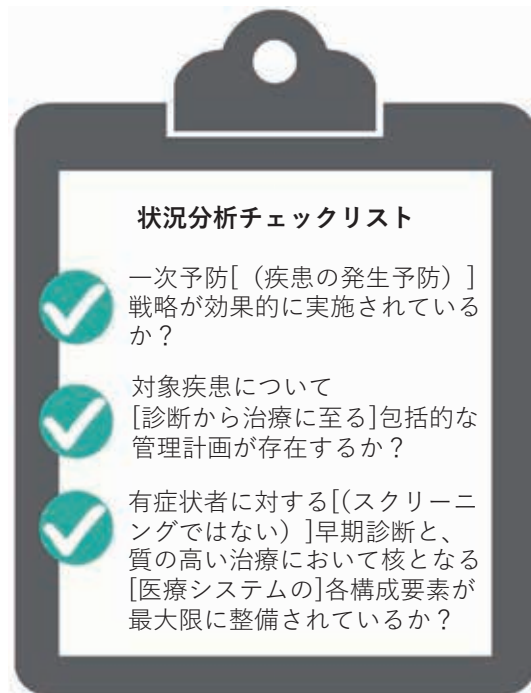 状況分析チェックリスト
一次予防[（疾患の発生予防）]
戦略が効果的に実施されている
か？
対象疾患について
[診断から治療に至る]包括的な
管理計画が存在するか？
有症状者に対する[(スクリーニ
ングではない）]早期診断と、
質の高い治療において核となる
[医療システムの]各構成要素が
最大限に整備されているか？